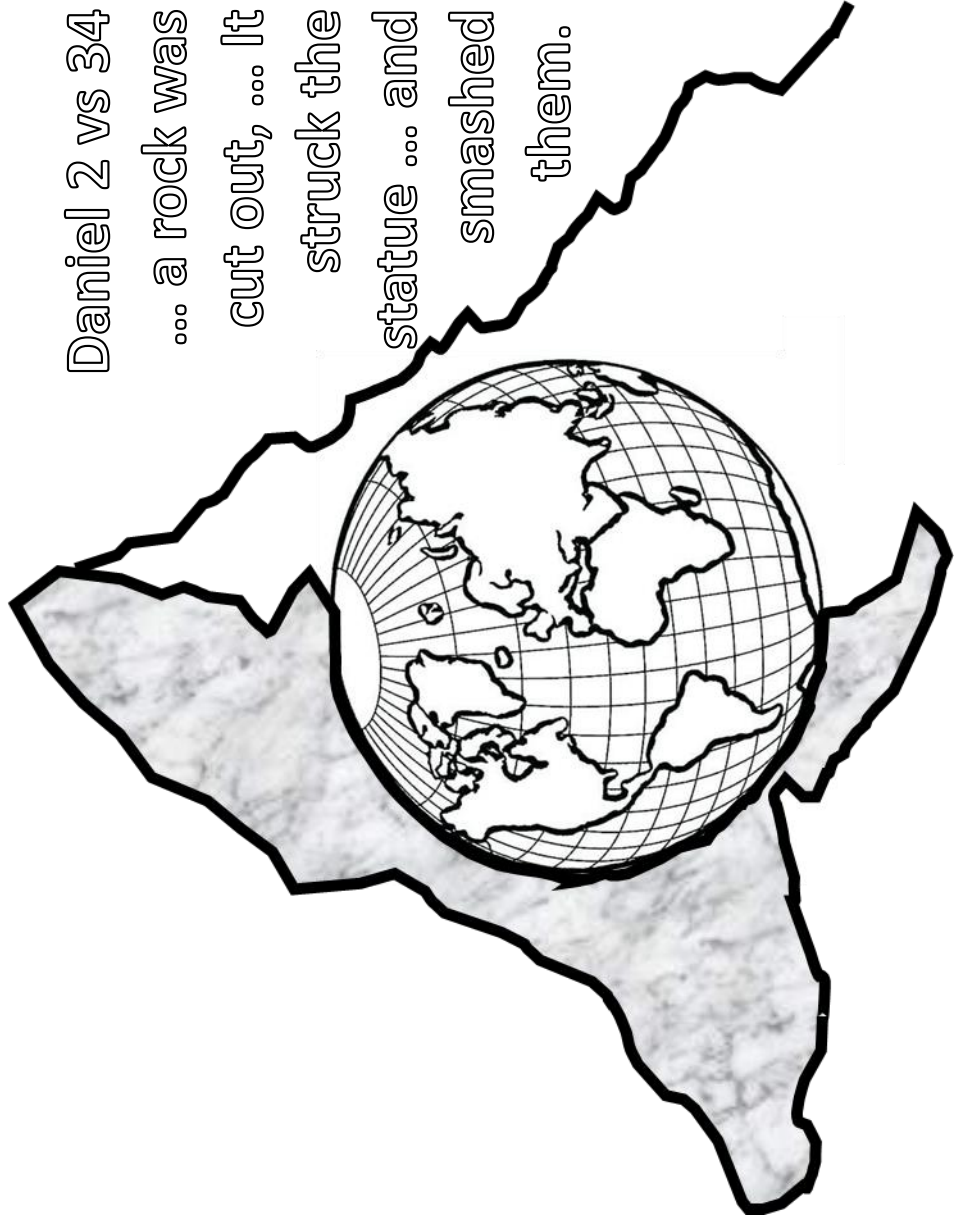 Daniel 2 vs 34
... a rock was
cut out, .... It
struck the
statue ... and
smashed
them.